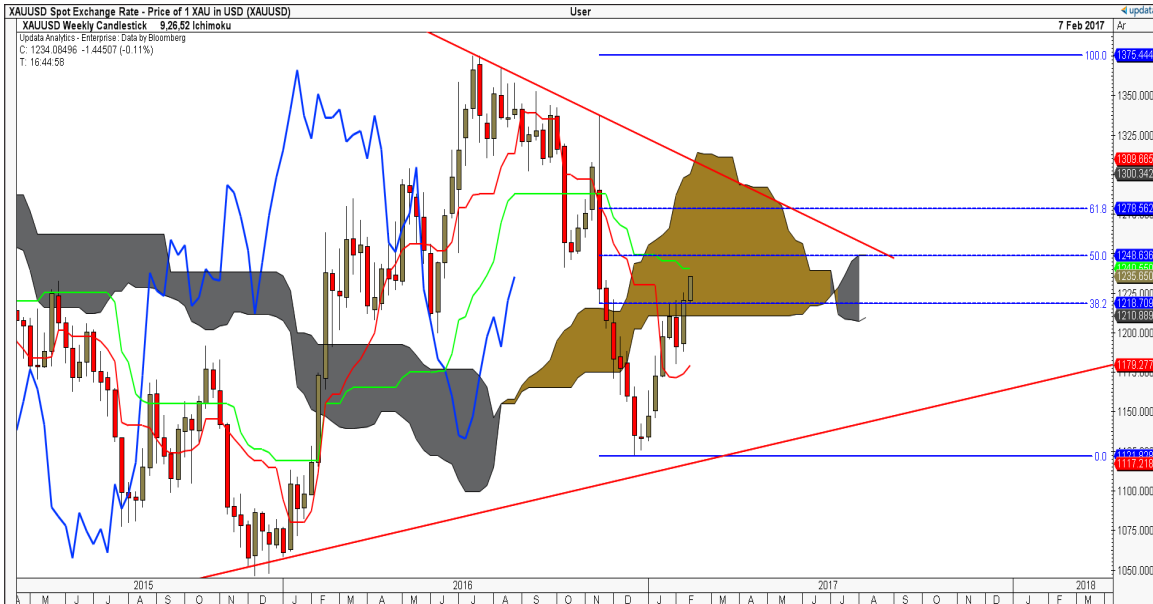 XAUUSD Spot Exchange Rate - Price of 1 XAU in USD (XAUUSD) User updata
XAUUSD Weekly Candlestick 9,26,52 Ichimoku 7 Feb 2017 Ar
Updata Analytics - Enterprise : Data by Bloomberg
C: 1234.08496 -1.44507 (-0.11%)
T: 16:44:58
100.0 1375.444
1350.000
1325.000
1309.665
1300.342
61.8 1278.562
50.0 1248.636
1235.850
1225.000
38.2 1218.709
1210.889
1200.000
1179.277
1150.000
0.0
1117.218
1100.000
1075.000
1050.000
2015 2016 2017 2018
A M J J A S O N D J F M A M J J A S O N D J F M A M J J A S O N D J F M A